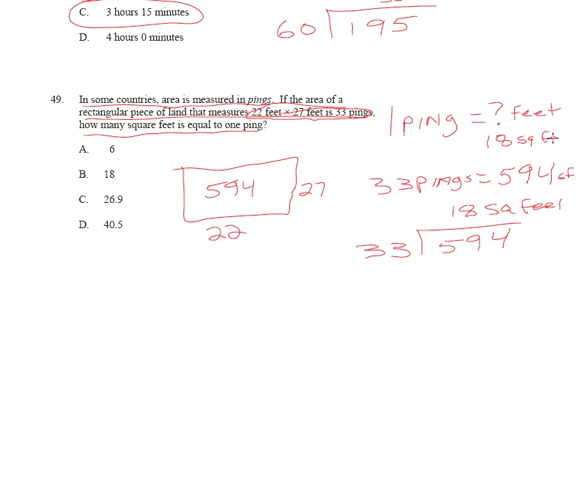 C. 3 hours 15 minutes
60 195
D. 4 hours 0 minutes
49. In some countries, area is measured in pings. If the area of a
rectangular piece of land that measures 22 feet × 27 feet is 33 pings,
how many square feet is equal to one ping?
1 PING = ? feet
18 sq ft
A. 6
B. 18
C. 26.9
D. 40.5
594
27
22
33 PINGS = 594 sf
18 SQ feet
33 594